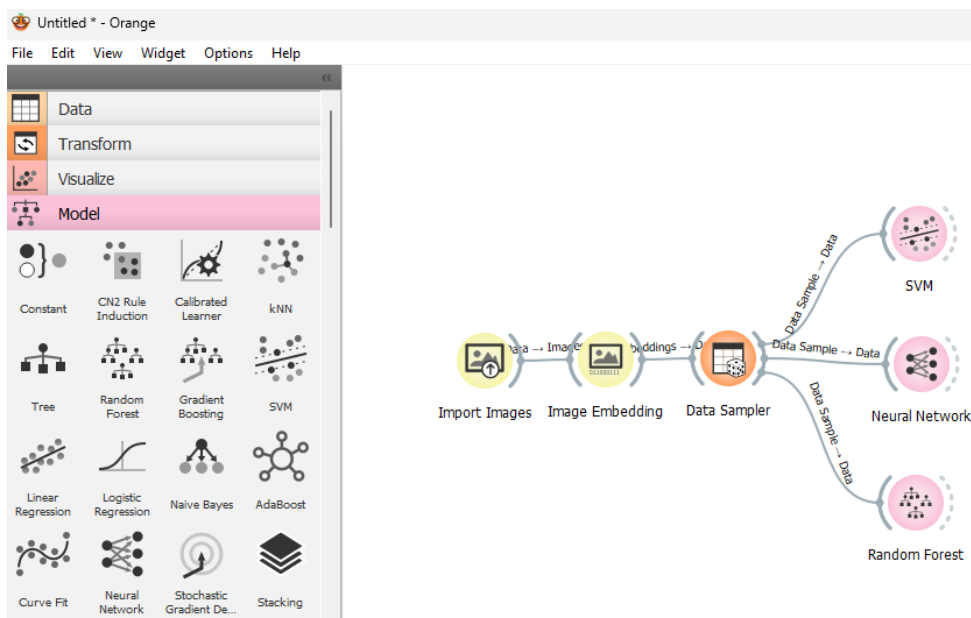 Untitled * - Orange
File Edit View Widget Options Help
Data
Transform
Visualize
Model
Constant
CN2 Rule
Induction
Calibrated
Learner
kNN
Tree
Random
Forest
Gradient
Boosting
SVM
Linear
Regression
Logistic
Regression
Naive Bayes
AdaBoost
Curve Fit
Neural
Network
Stochastic
Gradient De...
Stacking
Import Images
Image Embedding
Data Sampler
Data Sample → Data
SVM
Data Sample → Data
Neural Network
Data Sample → Data
Random Forest